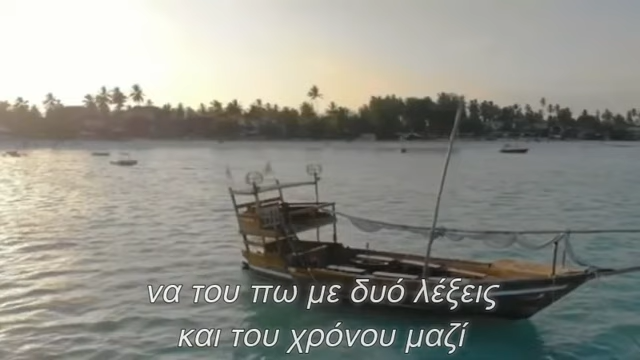 να του πω με δυό λέξεις
και του χρόνου μαζί